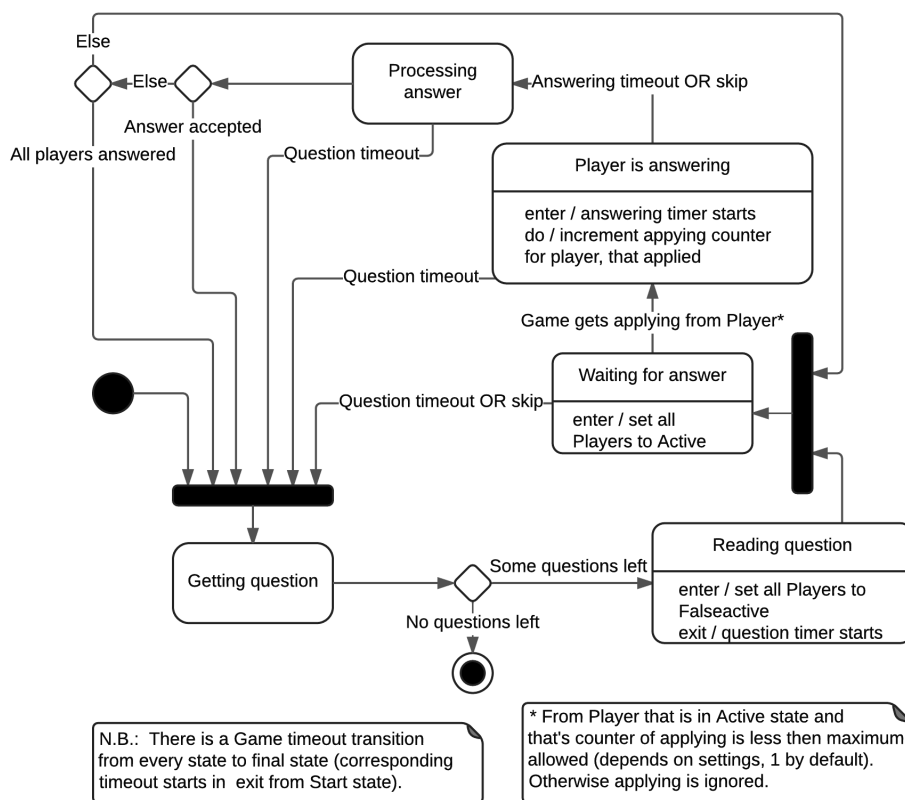 Else
Processing
answer
Else
Answering timeout OR skip
Answer accepted
All players answered
Question timeout
Player is answering
enter / answering timer starts
do / increment appying counter
for player, that applied
Question timeout
Game gets applying from Player*
Waiting for answer
enter / set all
Players to Active
Question timeout OR skip
Reading question
enter / set all Players to
Falseactive
exit / question timer starts
Getting question
Some questions left
No questions left
N.B.:  There is a Game timeout transition
from every state to final state (corresponding
timeout starts in  exit from Start state).
* From Player that is in Active state and
that's counter of applying is less then maximum
allowed (depends on settings, 1 by default).
Otherwise applying is ignored.